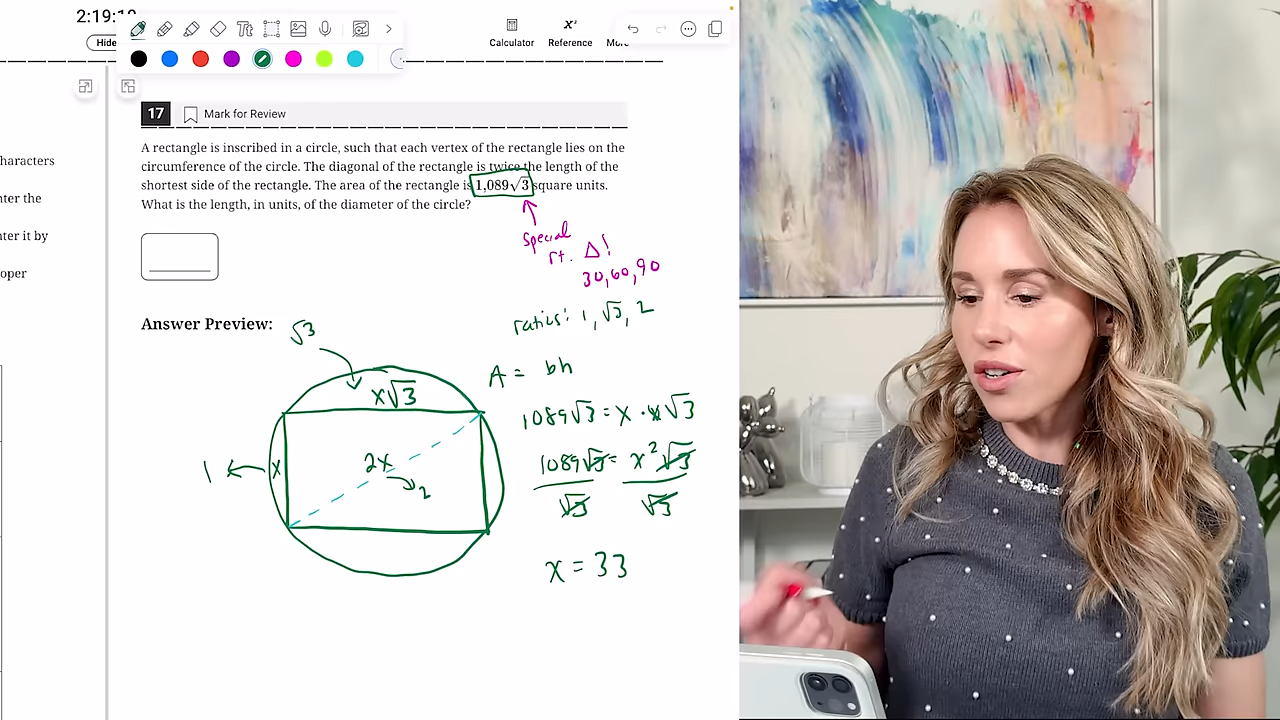 2:19:1
Hide
Calculator
X²
Reference
haracters
nter the
nter it by
oper
17
Mark for Review
A rectangle is inscribed in a circle, such that each vertex of the rectangle lies on the
circumference of the circle. The diagonal of the rectangle is twice the length of the
shortest side of the rectangle. The area of the rectangle is 1,089√3 square units.
What is the length, in units, of the diameter of the circle?
special
rt. Δ!
30,60,90
ratios: 1, √3, 2
Answer Preview:
√3
x√3
x
1
2x
2
A = bh
1089√3 = x · x√3
1089√3 = x²√3
√3 √3
x = 33